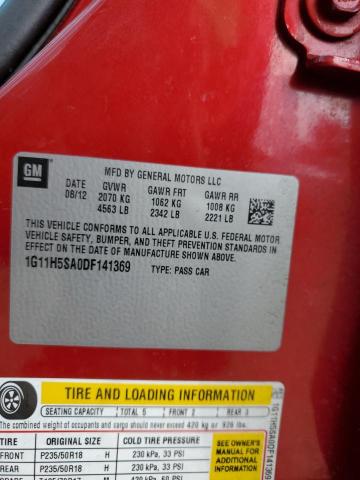 GM
MFD BY GENERAL MOTORS LLC
DATE GVWR GAWR FRT GAWR RR
08/12 2070 KG 1062 KG 1008 KG
4563 LB 2342 LB 2221 LB
THIS VEHICLE CONFORMS TO ALL APPLICABLE U.S. FEDERAL MOTOR
VEHICLE SAFETY, BUMPER, AND THEFT PREVENTION STANDARDS
IN EFFECT ON THE DATE OF MANUFACTURE SHOWN ABOVE.
1G11H5SA0DF141369 TYPE: PASS CAR
TIRE AND LOADING INFORMATION
SEATING CAPACITY TOTAL 5 FRONT 2 REAR 3
The combined weight of occupants and cargo should never exceed 420 kg or 926 lbs.
TIRE ORIGINAL SIZE COLD TIRE PRESSURE
FRONT P235/50R18 H 230 kPa, 33 PSI
REAR P235/50R18 H 230 kPa, 33 PSI
420 kPa, 60 PSI
SEE OWNER'S
MANUAL FOR
ADDITIONAL
INFORMATION
1G11H5SA0DF141369